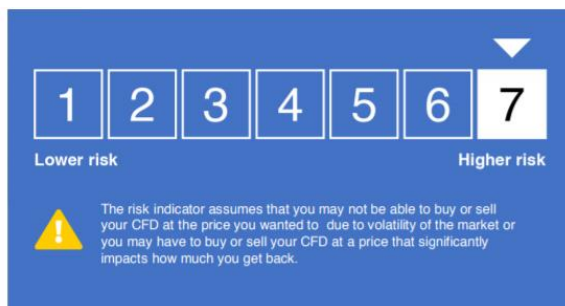 1 2 3 4 5 6 7
Lower risk Higher risk
The risk indicator assumes that you may not be able to buy or sell
your CFD at the price you wanted to due to volatility of the market or
you may have to buy or sell your CFD at a price that significantly
impacts how much you get back.